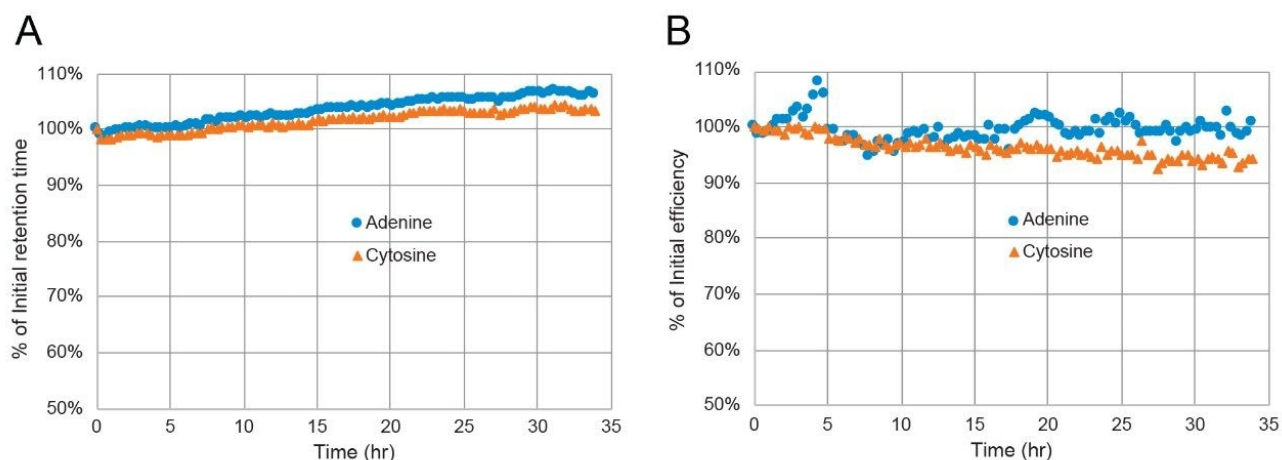 A
% of Initial retention time
110%
100%
90%
80%
70%
60%
50%
Adenine
Cytosine
0 5 10 15 20 25 30 35
Time (hr)
B
% of Initial efficiency
110%
100%
90%
80%
70%
60%
50%
Adenine
Cytosine
0 5 10 15 20 25 30 35
Time (hr)